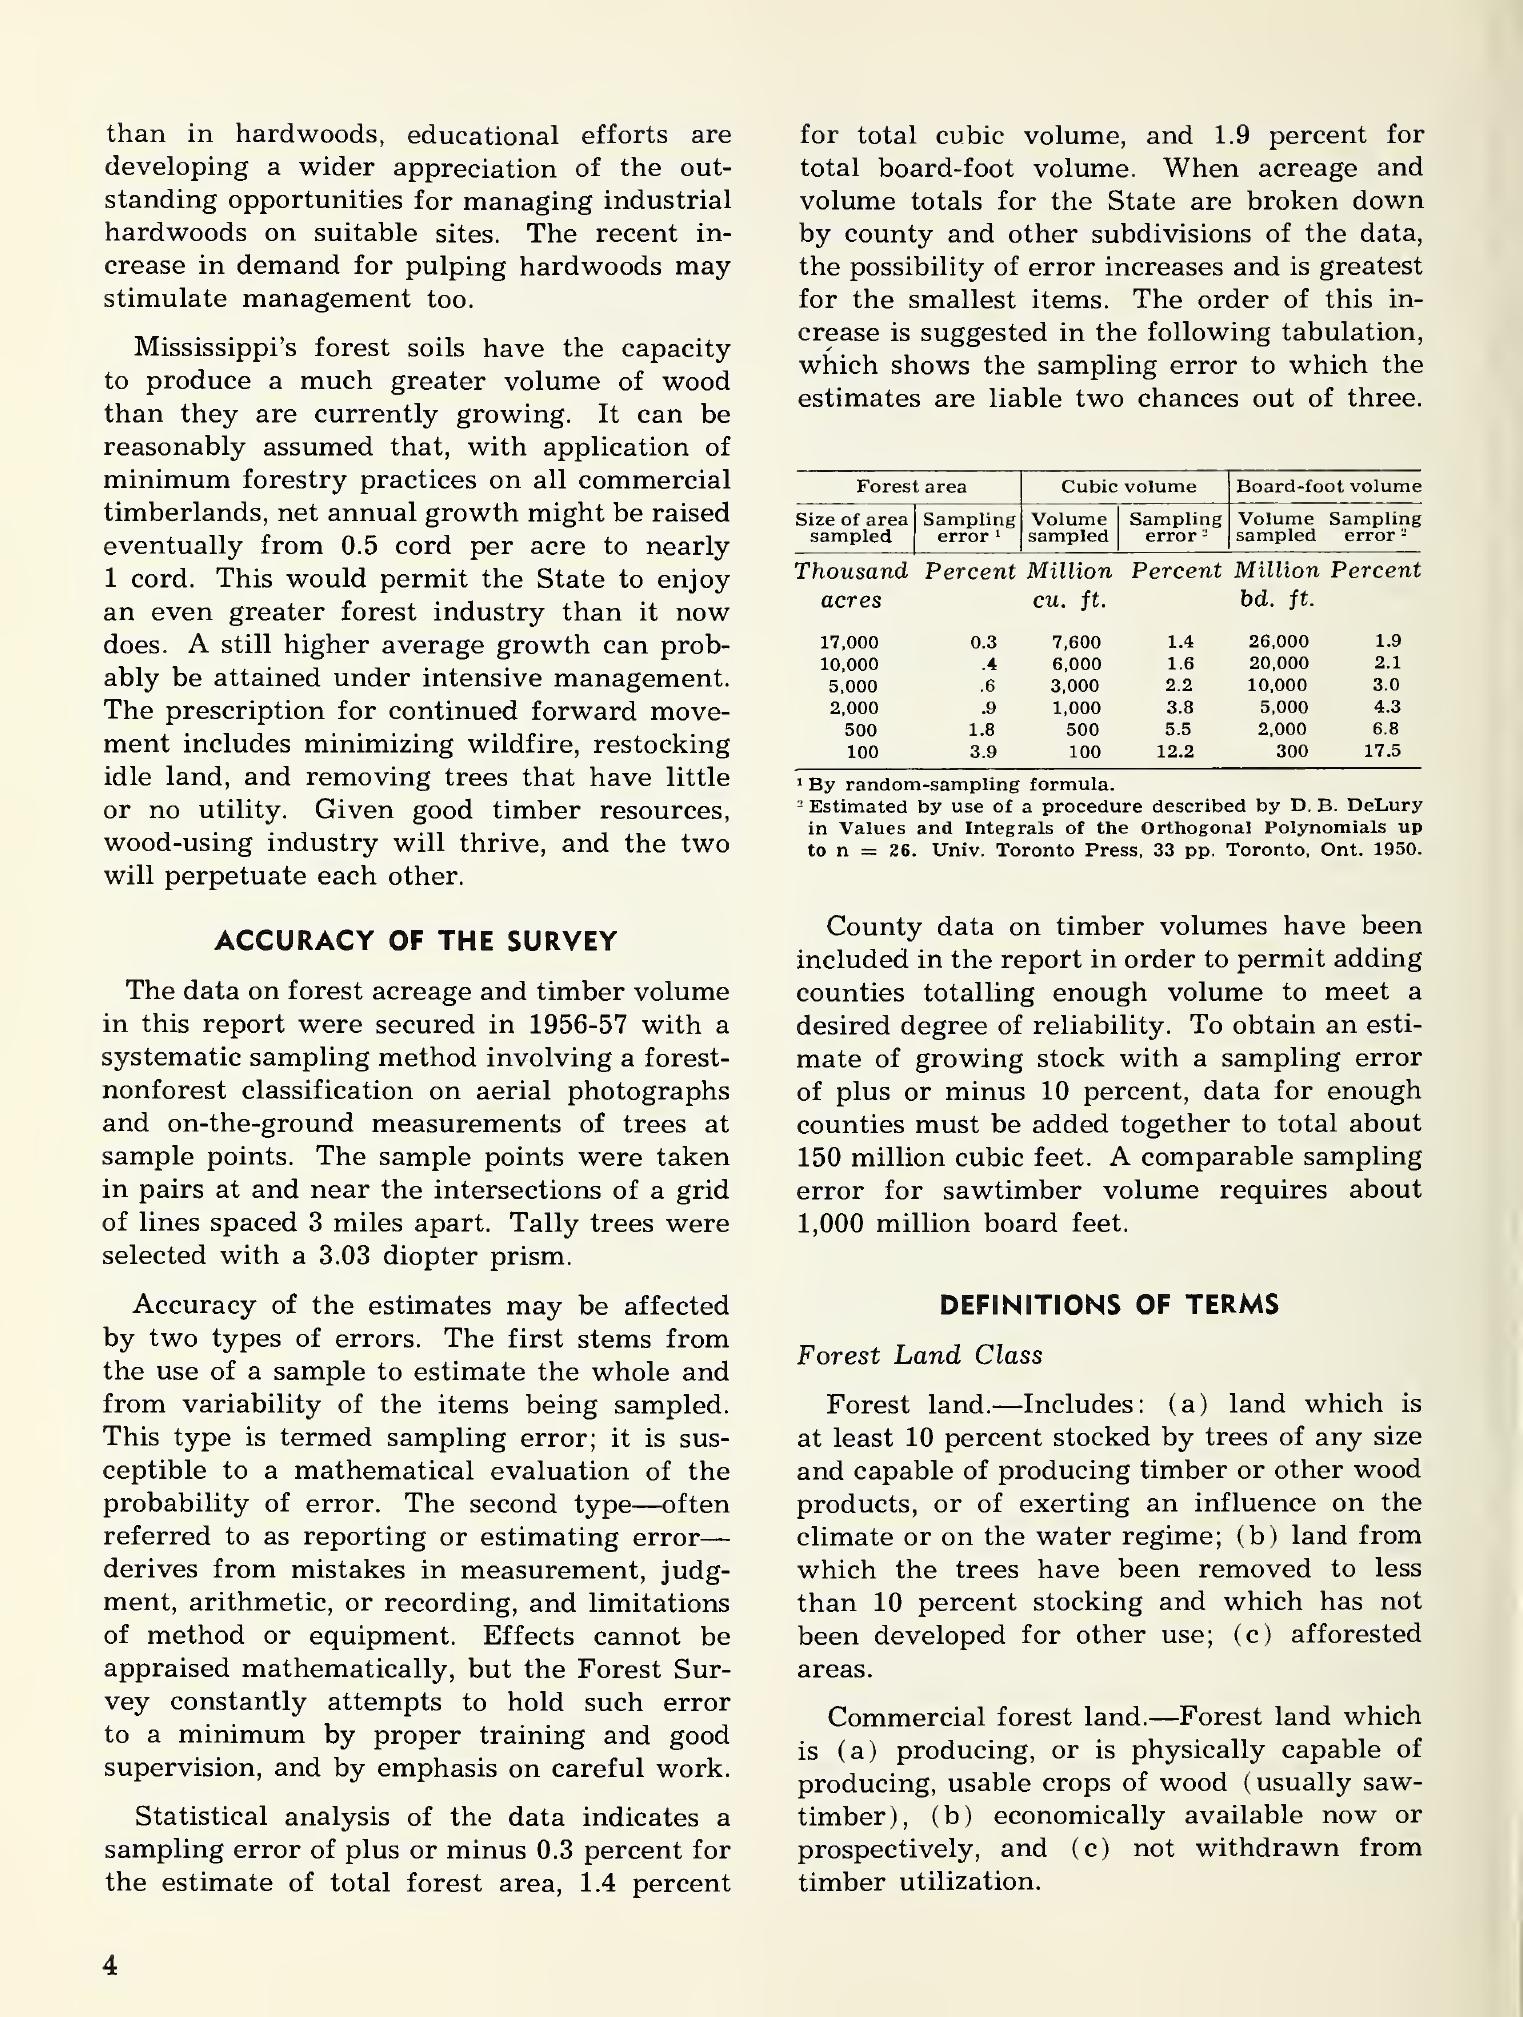 than in hardwoods, educational efforts are
developing a wider appreciation of the out-
standing opportunities for managing industrial
hardwoods on suitable sites. The recent in-
crease in demand for pulping hardwoods may
stimulate management too.
Mississippi's forest soils have the capacity
to produce a much greater volume of wood
than they are currently growing. It can be
reasonably assumed that, with application of
minimum forestry practices on all commercial
timberlands, net annual growth might be raised
eventually from 0.5 cord per acre to nearly
1 cord. This would permit the State to enjoy
an even greater forest industry than it now
does. A still higher average growth can prob-
ably be attained under intensive management.
The prescription for continued forward move-
ment includes minimizing wildfire, restocking
idle land, and removing trees that have little
or no utility. Given good timber resources,
wood-using industry will thrive, and the two
will perpetuate each other.
ACCURACY OF THE SURVEY
The data on forest acreage and timber volume
in this report were secured in 1956-57 with a
systematic sampling method involving a forest-
nonforest classification on aerial photographs
and on-the-ground measurements of trees at
sample points. The sample points were taken
in pairs at and near the intersections of a grid
of lines spaced 3 miles apart. Tally trees were
selected with a 3.03 diopter prism.
Accuracy of the estimates may be affected
by two types of errors. The first stems from
the use of a sample to estimate the whole and
from variability of the items being sampled.
This type is termed sampling error; it is sus-
ceptible to a mathematical evaluation of the
probability of error. The second type—often
referred to as reporting or estimating error—
derives from mistakes in measurement, judg-
ment, arithmetic, or recording, and limitations
of method or equipment. Effects cannot be
appraised mathematically, but the Forest Sur-
vey constantly attempts to hold such error
to a minimum by proper training and good
supervision, and by emphasis on careful work.
Statistical analysis of the data indicates a
sampling error of plus or minus 0.3 percent for
the estimate of total forest area, 1.4 percent
for total cubic volume, and 1.9 percent for
total board-foot volume. When acreage and
volume totals for the State are broken down
by county and other subdivisions of the data,
the possibility of error increases and is greatest
for the smallest items. The order of this in-
crease is suggested in the following tabulation,
which shows the sampling error to which the
estimates are liable two chances out of three.
Forest area Cubic volume Board-foot volume
Size of area Sampling Volume Sampling Volume Sampling
sampled error ¹ sampled error ² sampled error ²
Thousand Percent Million Percent Million Percent
acres cu. ft. bd. ft.
17,000 0.3 7,600 1.4 26,000 1.9
10,000 .4 6,000 1.6 20,000 2.1
5,000 .6 3,000 2.2 10,000 3.0
2,000 .9 1,000 3.8 5,000 4.3
500 1.8 500 5.5 2,000 6.8
100 3.9 100 12.2 300 17.5
¹ By random-sampling formula.
² Estimated by use of a procedure described by D. B. DeLury
in Values and Integrals of the Orthogonal Polynomials up
to n = 26. Univ. Toronto Press, 33 pp. Toronto, Ont. 1950.
County data on timber volumes have been
included in the report in order to permit adding
counties totalling enough volume to meet a
desired degree of reliability. To obtain an esti-
mate of growing stock with a sampling error
of plus or minus 10 percent, data for enough
counties must be added together to total about
150 million cubic feet. A comparable sampling
error for sawtimber volume requires about
1,000 million board feet.
DEFINITIONS OF TERMS
Forest Land Class
Forest land.—Includes: (a) land which is
at least 10 percent stocked by trees of any size
and capable of producing timber or other wood
products, or of exerting an influence on the
climate or on the water regime; (b) land from
which the trees have been removed to less
than 10 percent stocking and which has not
been developed for other use; (c) afforested
areas.
Commercial forest land.—Forest land which
is (a) producing, or is physically capable of
producing, usable crops of wood (usually saw-
timber), (b) economically available now or
prospectively, and (c) not withdrawn from
timber utilization.
4